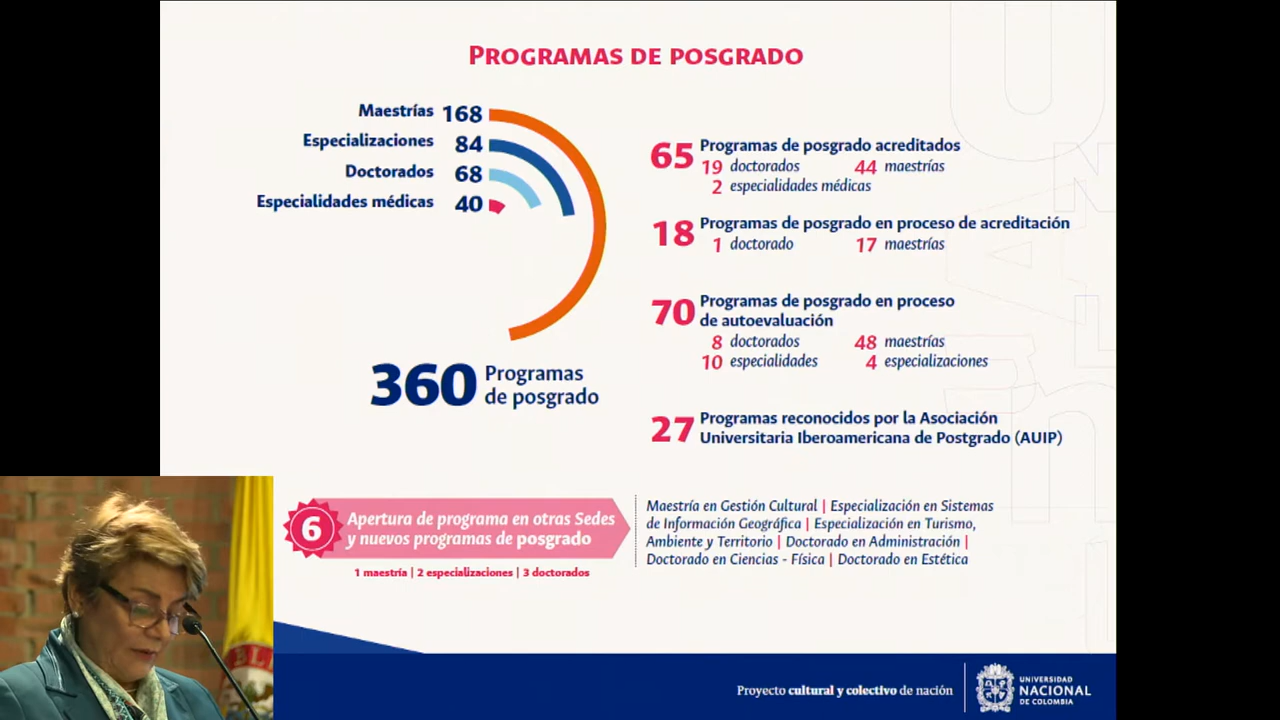 PROGRAMAS DE POSGRADO
Maestrías 168
Especializaciones 84
Doctorados 68
Especialidades médicas 40
360 Programas
de posgrado
65 Programas de posgrado acreditados
19 doctorados 44 maestrías
2 especialidades médicas
18 Programas de posgrado en proceso de acreditación
1 doctorado 17 maestrías
70 Programas de posgrado en proceso
de autoevaluación
8 doctorados 48 maestrías
10 especialidades 4 especializaciones
27 Programas reconocidos por la Asociación
Universitaria Iberoamericana de Postgrado (AUIP)
6 Apertura de programa en otras Sedes
y nuevos programas de posgrado
1 maestría | 2 especializaciones | 3 doctorados
Maestría en Gestión Cultural | Especialización en Sistemas
de Información Geográfica | Especialización en Turismo,
Ambiente y Territorio | Doctorado en Administración |
Doctorado en Ciencias - Física | Doctorado en Estética
Proyecto cultural y colectivo de nación
UNIVERSIDAD
NACIONAL
DE COLOMBIA